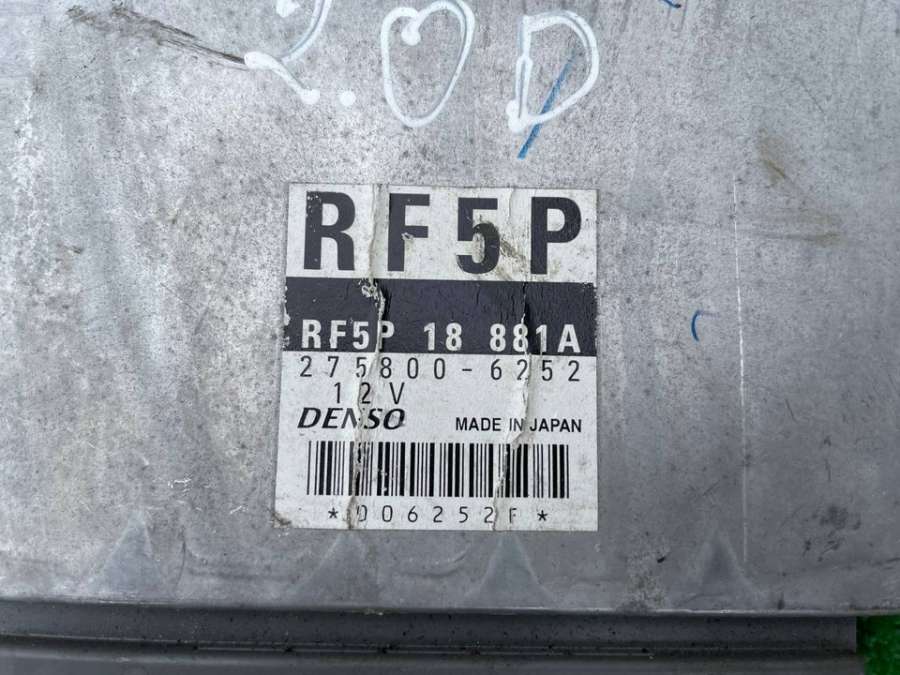 2.0D
RF5P
RF5P 18 881A
275800-6252
12V
DENSO MADE IN JAPAN
*006252F*